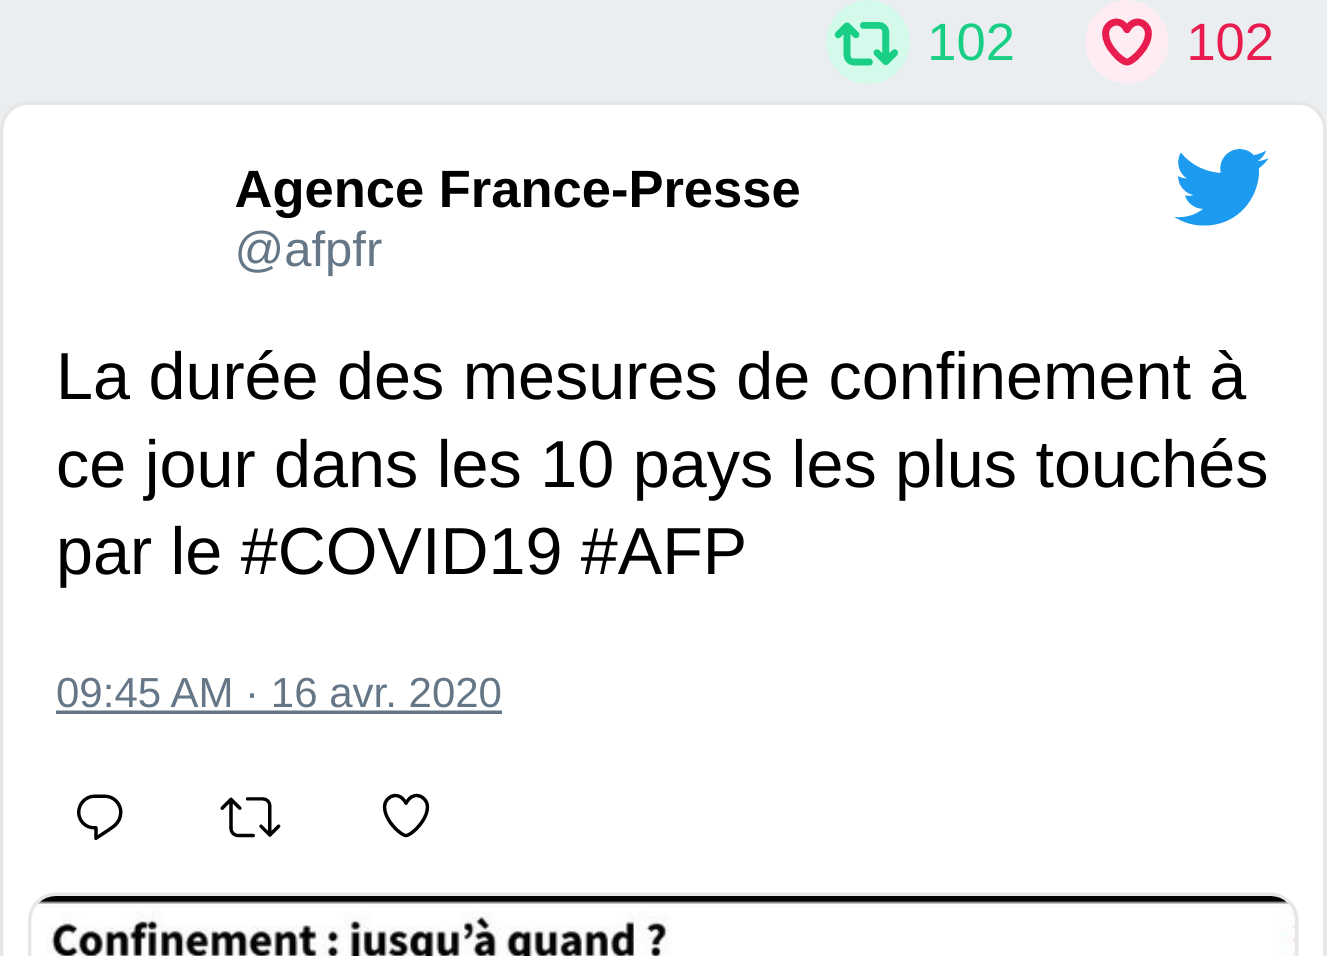 102 102
Agence France-Presse
@afpfr
La durée des mesures de confinement à
ce jour dans les 10 pays les plus touchés
par le #COVID19 #AFP
09:45 AM · 16 avr. 2020
Confinement : jusqu’à quand ?